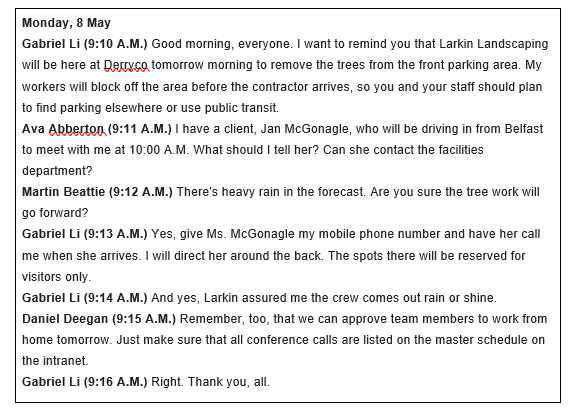 Monday, 8 May
Gabriel Li (9:10 A.M.) Good morning, everyone. I want to remind you that Larkin Landscaping
will be here at Derryco tomorrow morning to remove the trees from the front parking area. My
workers will block off the area before the contractor arrives, so you and your staff should plan
to find parking elsewhere or use public transit.
Ava Abberton (9:11 A.M.) I have a client, Jan McGonagle, who will be driving in from Belfast
to meet with me at 10:00 A.M. What should I tell her? Can she contact the facilities
department?
Martin Beattie (9:12 A.M.) There's heavy rain in the forecast. Are you sure the tree work will
go forward?
Gabriel Li (9:13 A.M.) Yes, give Ms. McGonagle my mobile phone number and have her call
me when she arrives. I will direct her around the back. The spots there will be reserved for
visitors only.
Gabriel Li (9:14 A.M.) And yes, Larkin assured me the crew comes out rain or shine.
Daniel Deegan (9:15 A.M.) Remember, too, that we can approve team members to work from
home tomorrow. Just make sure that all conference calls are listed on the master schedule on
the intranet.
Gabriel Li (9:16 A.M.) Right. Thank you, all.